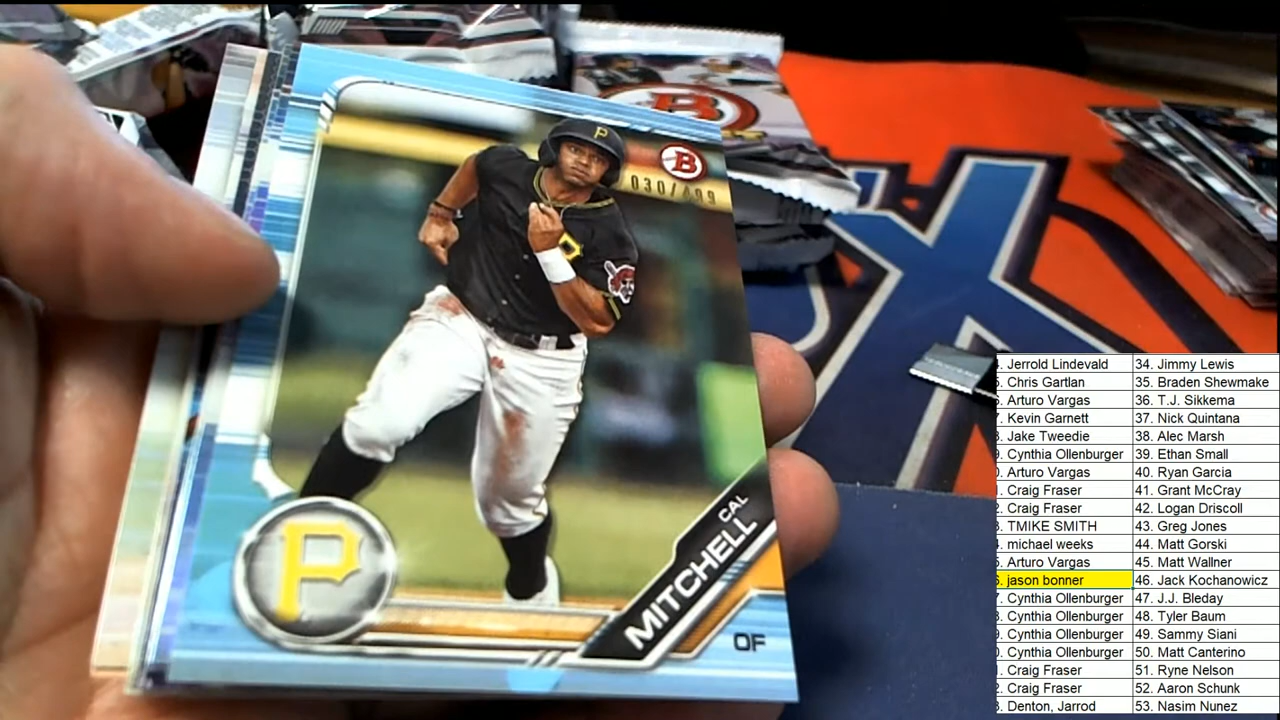 P
B
B
030/499
CAL
MITCHELL
P
OF
Jerrold Lindevald 34. Jimmy Lewis
Chris Gartlan 35. Braden Shewmake
Arturo Vargas 36. T.J. Sikkema
Kevin Garnett 37. Nick Quintana
Jake Tweedie 38. Alec Marsh
Cynthia Ollenburger 39. Ethan Small
Arturo Vargas 40. Ryan Garcia
Craig Fraser 41. Grant McCray
Craig Fraser 42. Logan Driscoll
TMIKE SMITH 43. Greg Jones
michael weeks 44. Matt Gorski
Arturo Vargas 45. Matt Wallner
jason bonner 46. Jack Kochanowicz
Cynthia Ollenburger 47. J.J. Bleday
Cynthia Ollenburger 48. Tyler Baum
Cynthia Ollenburger 49. Sammy Siani
Cynthia Ollenburger 50. Matt Canterino
Craig Fraser 51. Ryne Nelson
Craig Fraser 52. Aaron Schunk
Denton, Jarrod 53. Nasim Nunez